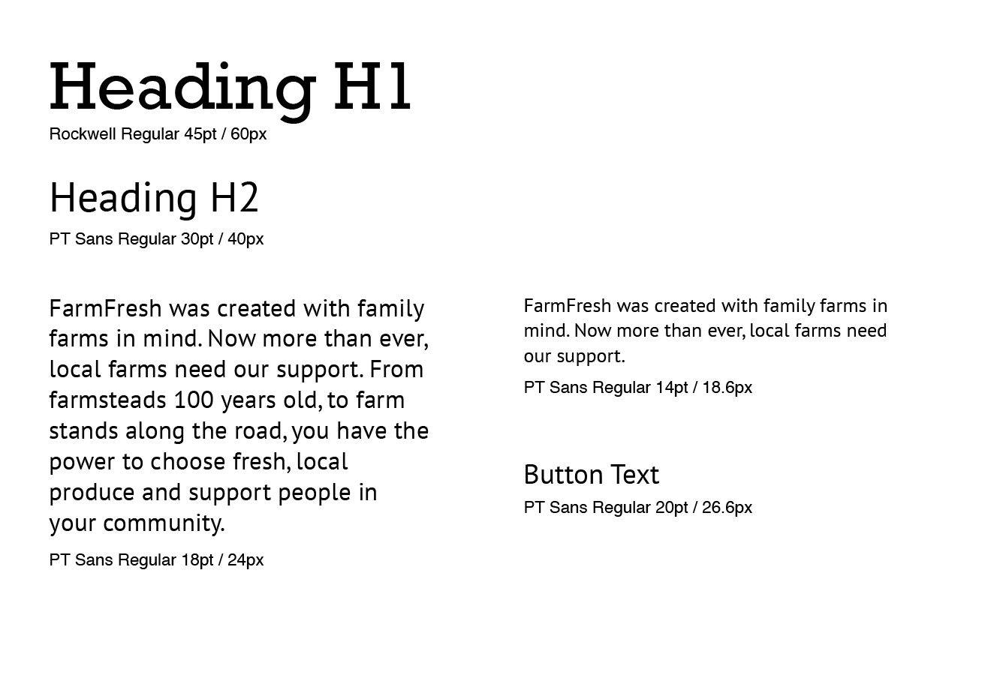 Heading H1
Rockwell Regular 45pt / 60px
Heading H2
PT Sans Regular 30pt / 40px
FarmFresh was created with family
farms in mind. Now more than ever,
local farms need our support. From
farmsteads 100 years old, to farm
stands along the road, you have the
power to choose fresh, local
produce and support people in
your community.
PT Sans Regular 18pt / 24px
FarmFresh was created with family farms in
mind. Now more than ever, local farms need
our support.
PT Sans Regular 14pt / 18.6px
Button Text
PT Sans Regular 20pt / 26.6px